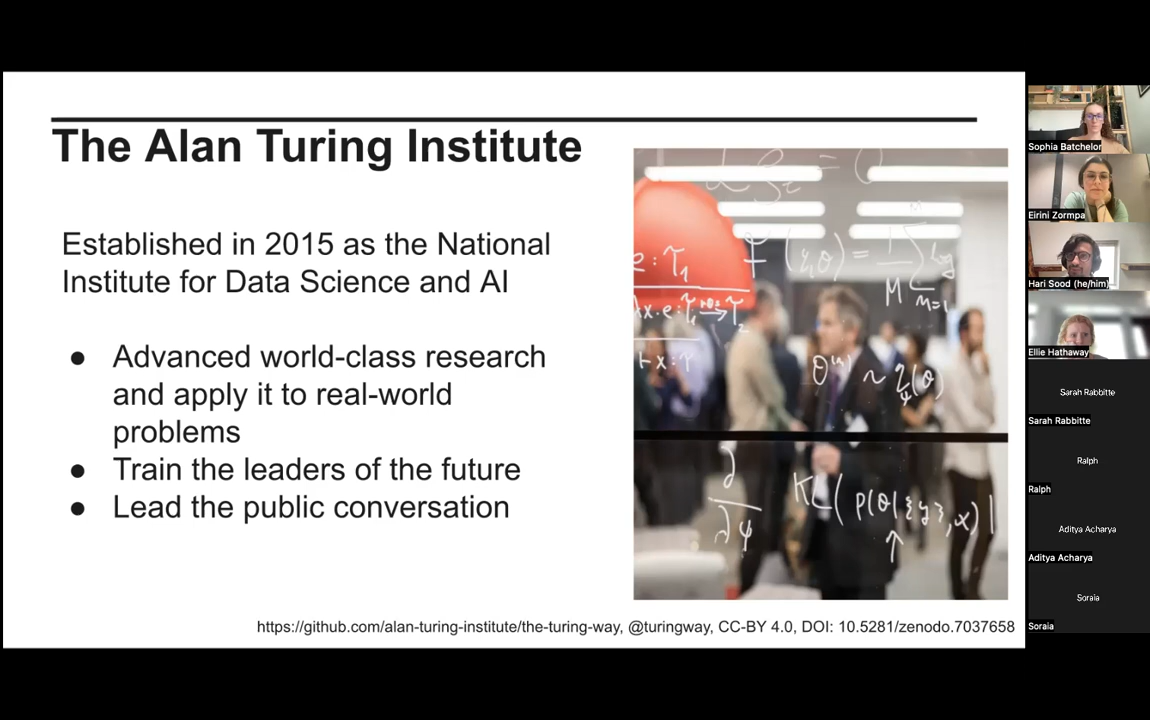 The Alan Turing Institute
Established in 2015 as the National
Institute for Data Science and AI
● Advanced world-class research
and apply it to real-world
problems
● Train the leaders of the future
● Lead the public conversation
https://github.com/alan-turing-institute/the-turing-way, @turingway, CC-BY 4.0, DOI: 10.5281/zenodo.7037658
Sophia Batchelor
Eirini Zormpa
Hari Sood (he/him)
Ellie Hathaway
Sarah Rabbitte
Sarah Rabbitte
Ralph
Ralph
Aditya Acharya
Aditya Acharya
Soraia
Soraia